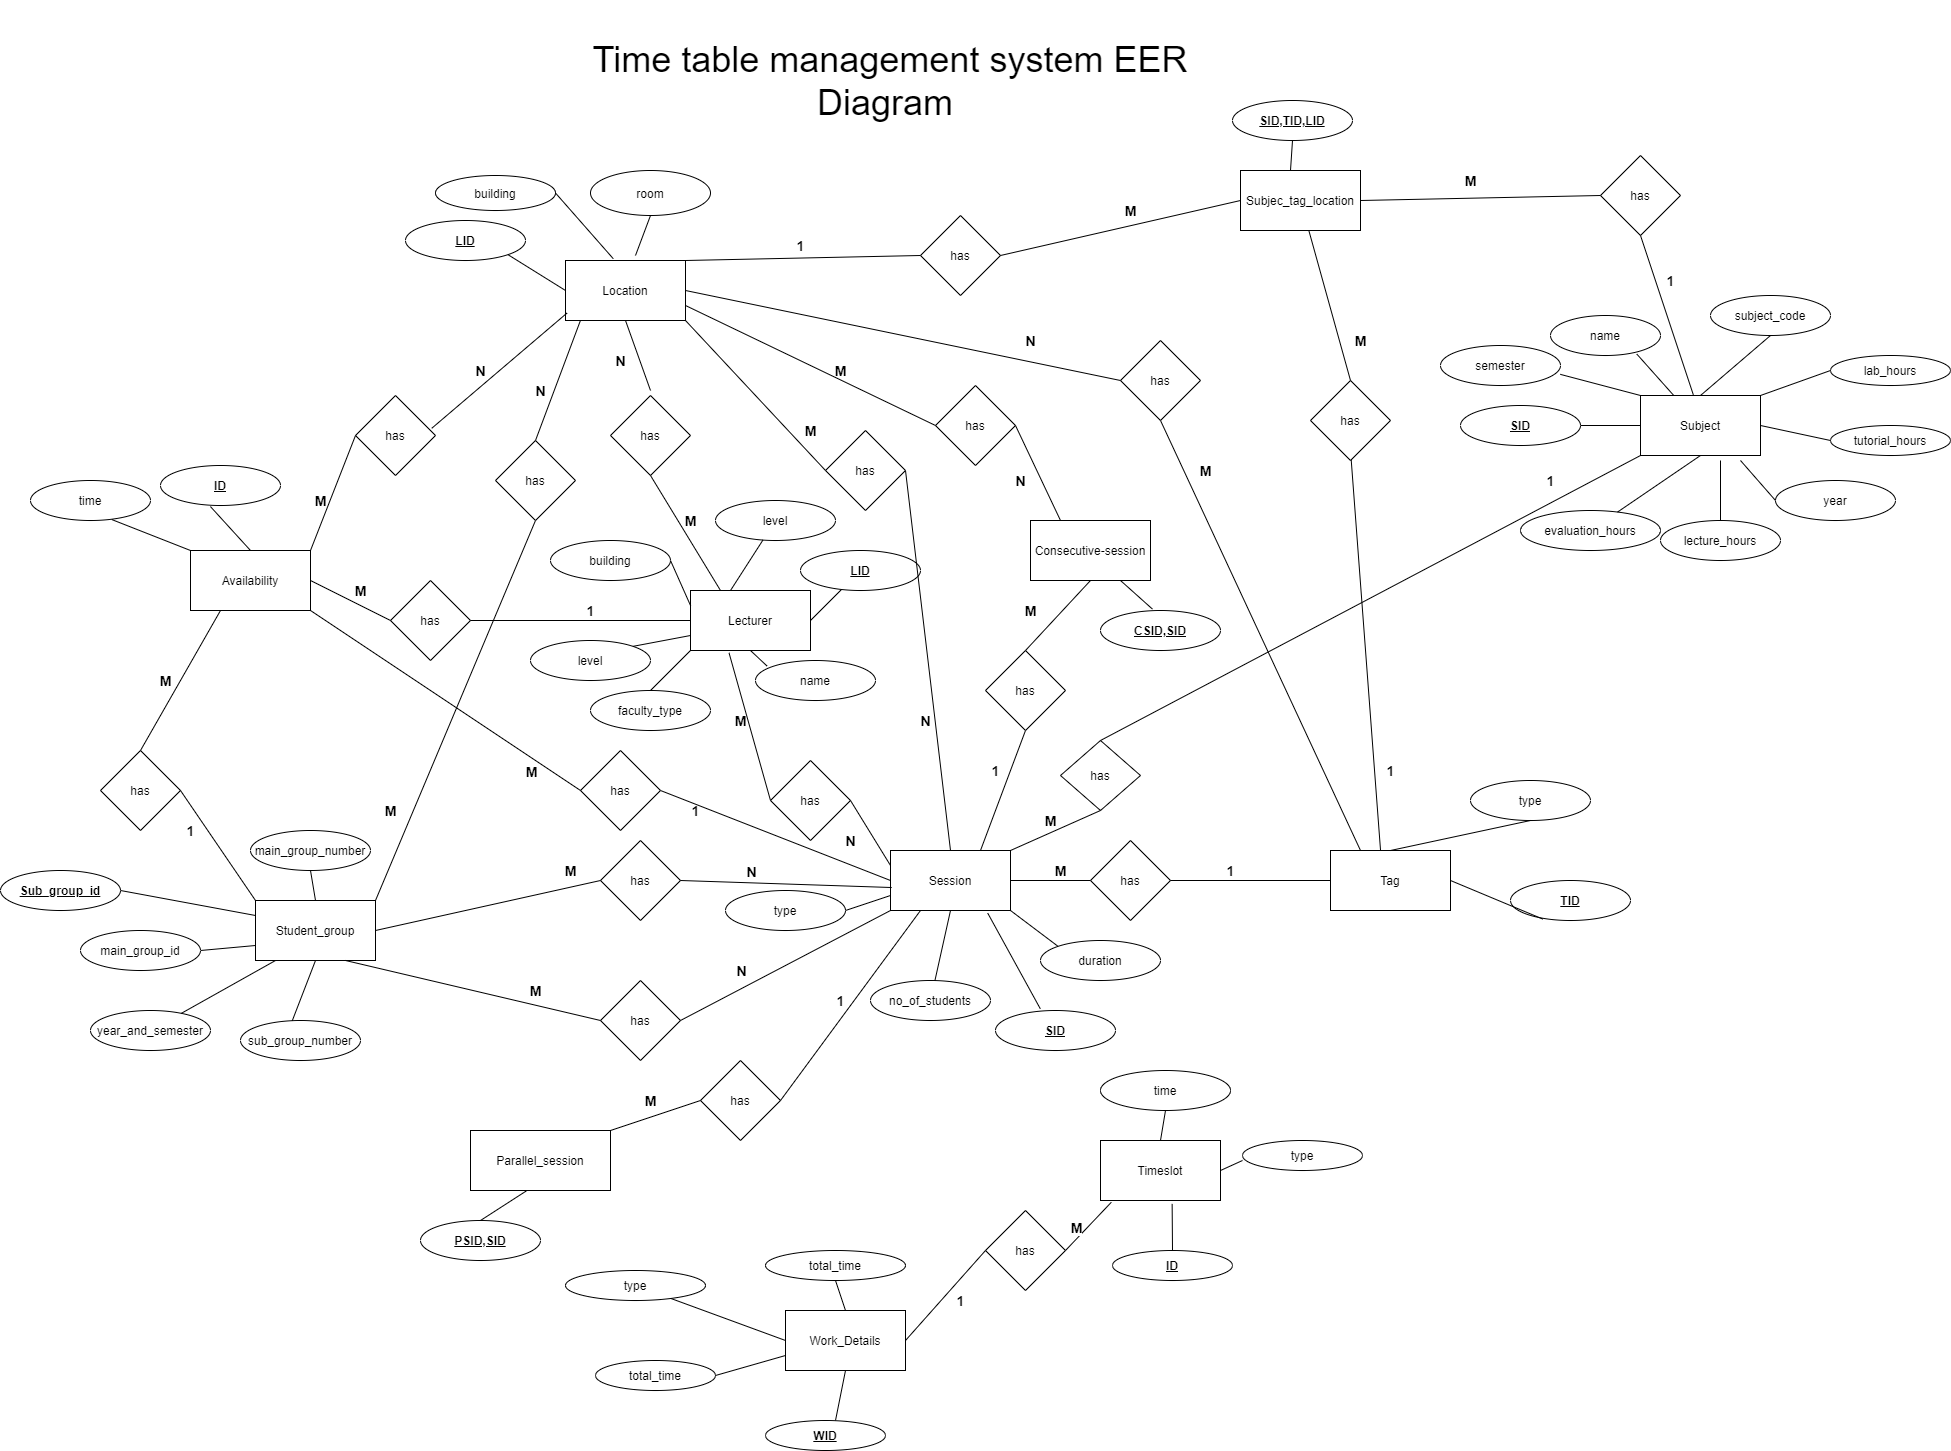 Time table management system EER
Diagram
SID,TID,LID
building
room
has
M
Subjec_tag_location
M
LID
1
has
M
Location
1
subject_code
name
N
M
semester
lab_hours
N
N
M
has
has
N
has
M
has
has
has
SID
Subject
tutorial_hours
has
M
has
M
N
1
ID
time
M
year
M
level
evaluation_hours
lecture_hours
Consecutive-session
building
LID
Availability
M
1
M
has
Lecturer
CSID,SID
level
name
M
has
faculty_type
M
N
M
1
1
has
has
has
has
has
type
1
1
M
M
N
main_group_number
M
N
M
1
Sub_group_id
has
Session
has
Tag
type
TID
Student_group
main_group_id
duration
N
M
1
no_of_students
year_and_semester
sub_group_number
has
SID
M
has
time
Parallel_session
type
Timeslot
PSID,SID
M
has
total_time
ID
type
1
Work_Details
total_time
WID